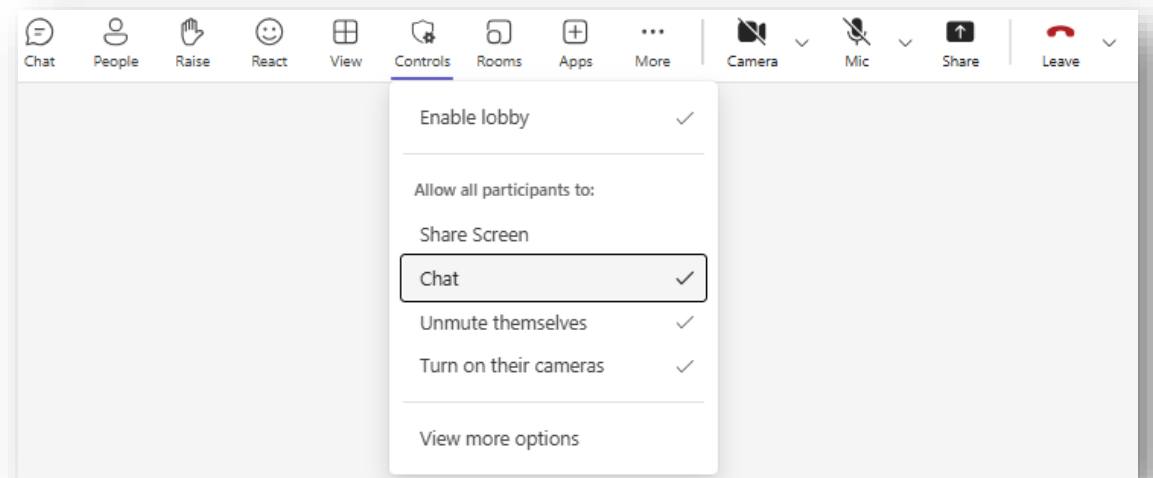 Chat People Raise React View Controls Rooms Apps More Camera Mic Share Leave
Enable lobby
Allow all participants to:
Share Screen
Chat
Unmute themselves
Turn on their cameras
View more options